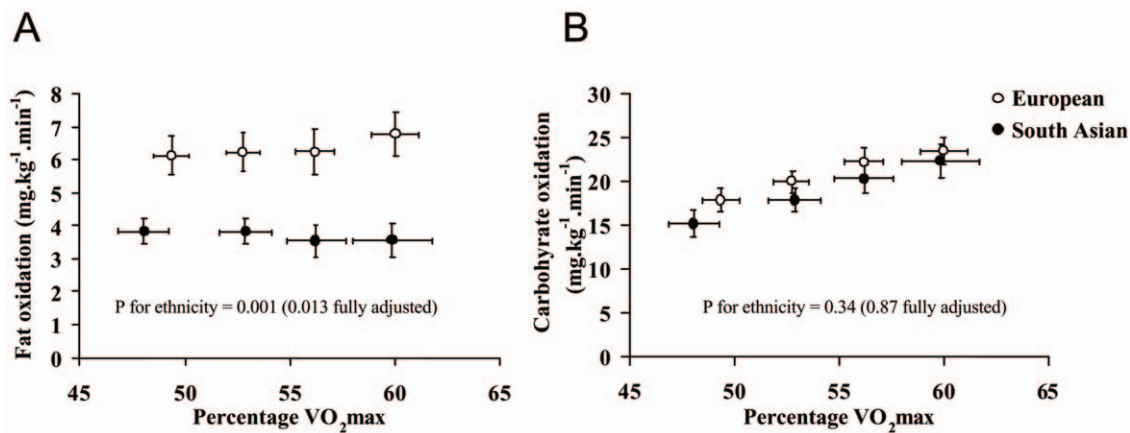 A
B
Fat oxidation (mg.kg⁻¹.min⁻¹)
8
7
6
5
4
3
2
1
0
P for ethnicity = 0.001 (0.013 fully adjusted)
45 50 55 60 65
Percentage VO₂max
Carbohyrate oxidation
(mg.kg⁻¹.min⁻¹)
30
25
20
15
10
5
0
European
South Asian
P for ethnicity = 0.34 (0.87 fully adjusted)
45 50 55 60 65
Percentage VO₂max